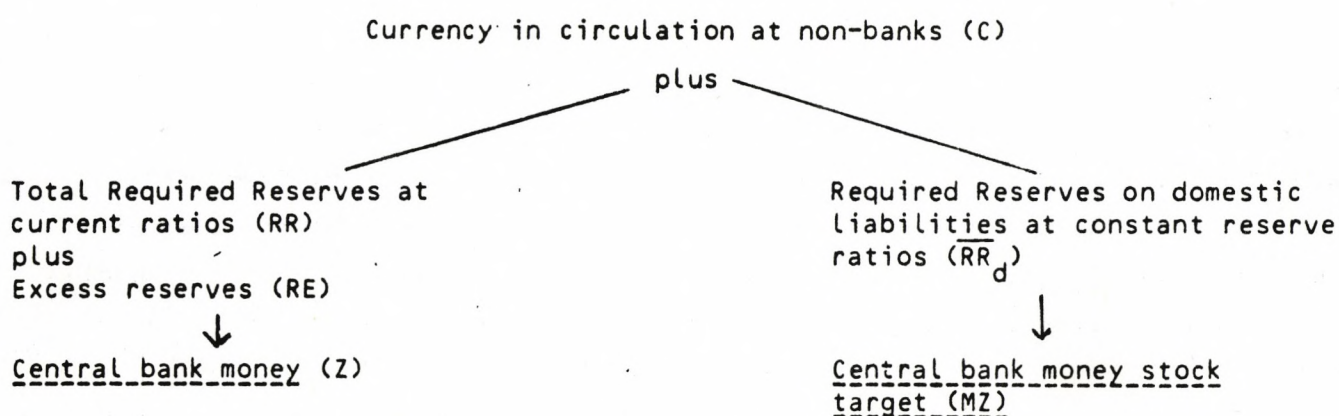 Currency in circulation at non-banks (C)
plus
Total Required Reserves at
current ratios (RR)
plus
Excess reserves (RE)
Central bank money (Z)
Required Reserves on domestic
liabilities at constant reserve
ratios (R̅R̅d)
Central bank money stock
target (MZ)